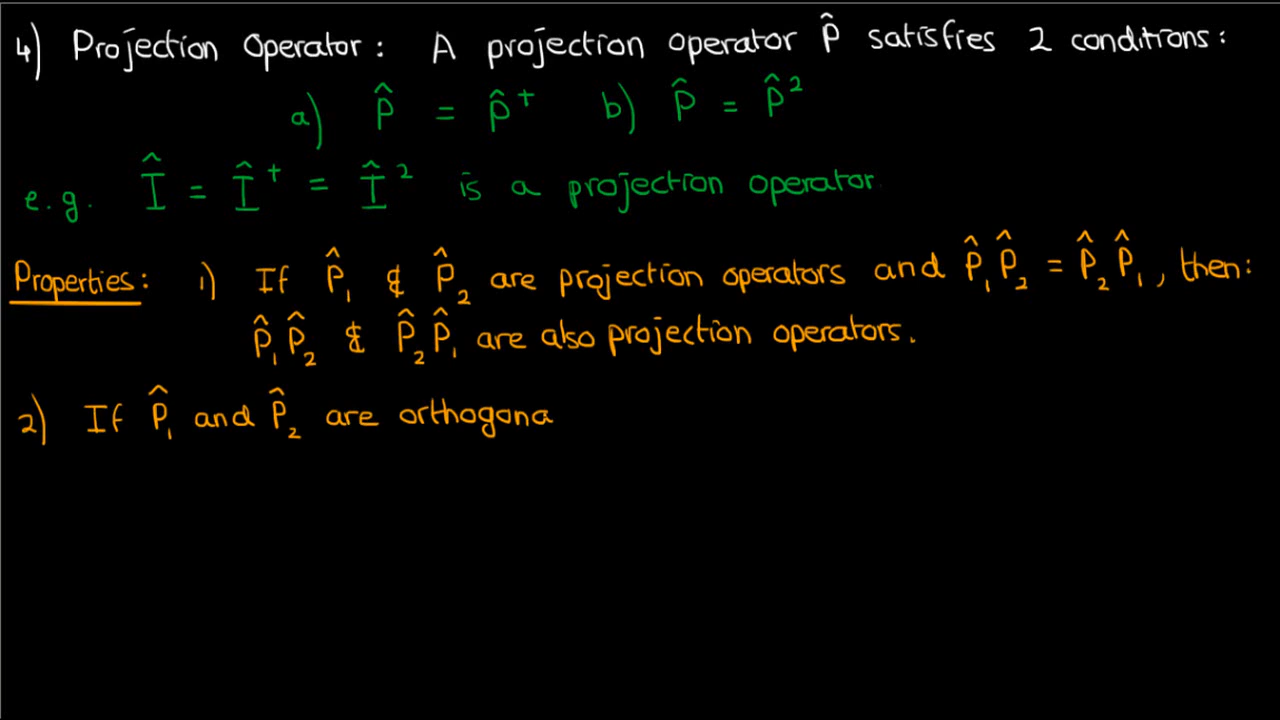 4) Projection Operator: A projection operator P̂ satisfies 2 conditions:
a) P̂ = P̂⁺ b) P̂ = P̂²
e.g. Î = Î⁺ = Î² is a projection operator.
Properties: 1) If P̂₁ & P̂₂ are projection operators and P̂₁P̂₂ = P̂₂P̂₁, then:
P̂₁P̂₂ & P̂₂P̂₁ are also projection operators.
2) If P̂₁ and P̂₂ are orthogona